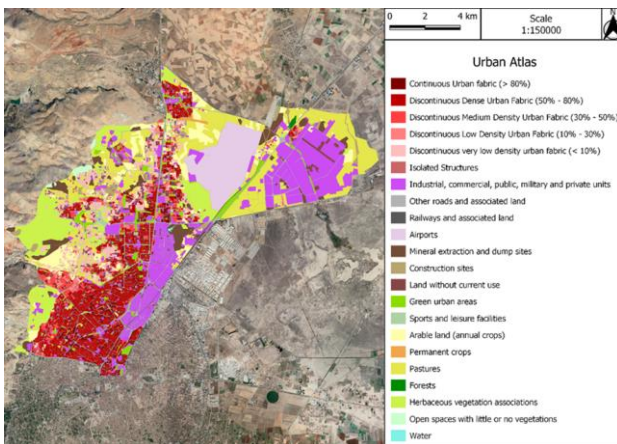 0 2 4 km
Scale
1:150000
N
Urban Atlas
Continuous Urban fabric (> 80%)
Discontinuous Dense Urban Fabric (50% - 80%)
Discontinuous Medium Density Urban Fabric (30% - 50%)
Discontinuous Low Density Urban Fabric (10% - 30%)
Discontinuous very low density urban fabric (< 10%)
Isolated Structures
Industrial, commercial, public, military and private units
Other roads and associated land
Railways and associated land
Airports
Mineral extraction and dump sites
Construction sites
Land without current use
Green urban areas
Sports and leisure facilities
Arable land (annual crops)
Permanent crops
Pastures
Forests
Herbaceous vegetation associations
Open spaces with little or no vegetations
Water